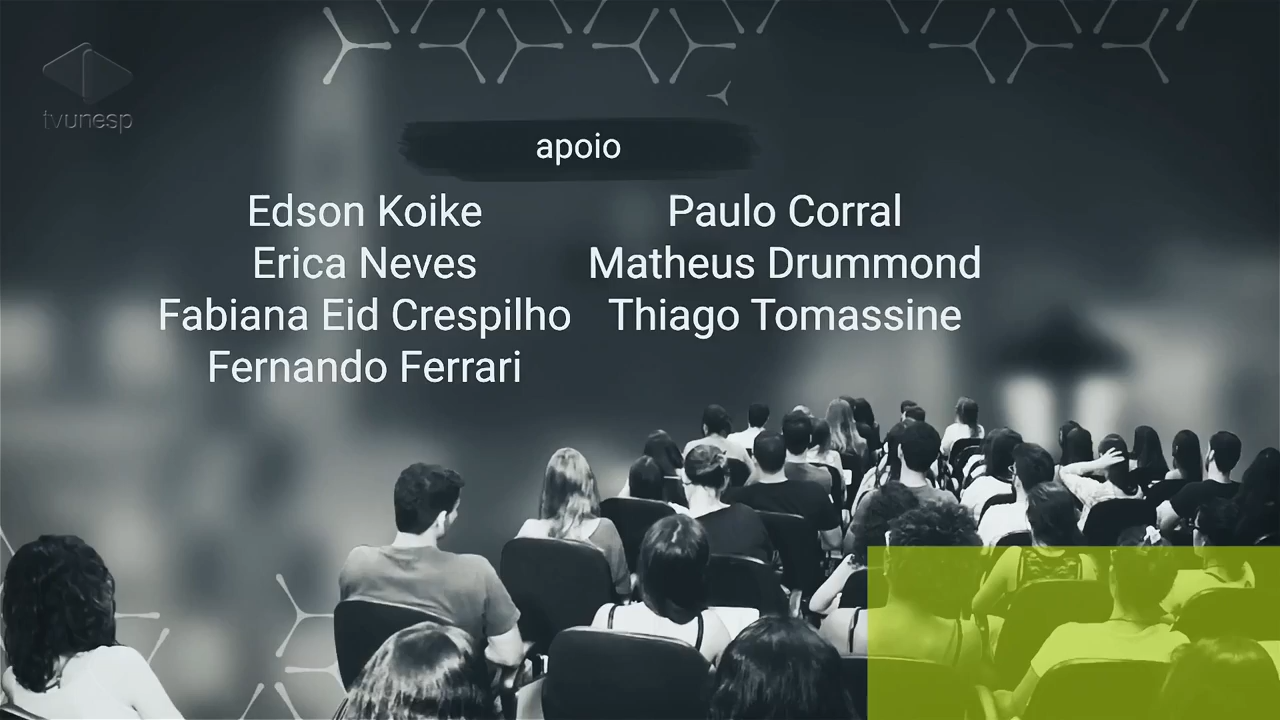 tvunesp
apoio
Edson Koike
Erica Neves
Fabiana Eid Crespilho
Fernando Ferrari
Paulo Corral
Matheus Drummond
Thiago Tomassine